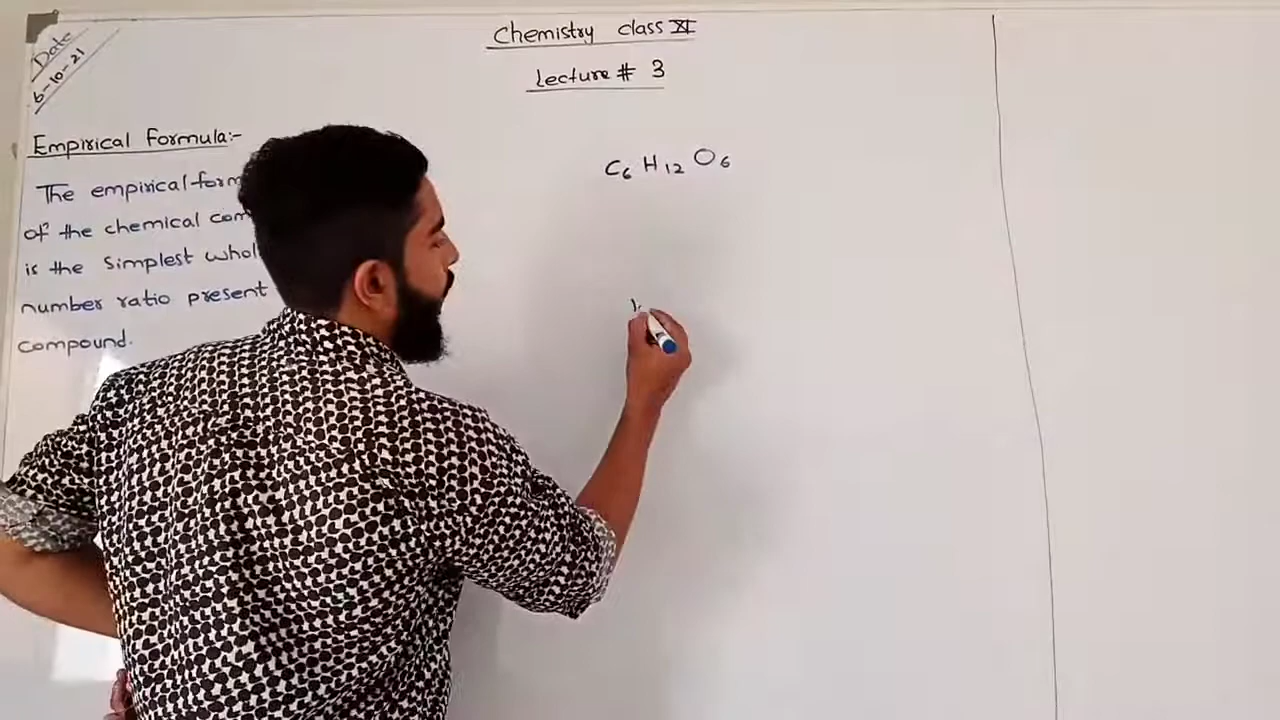 Date
6-10-21
Chemistry class XI
Lecture # 3
Empirical Formula:-
The empirical form
of the chemical com
is the Simplest whol
number ratio present
compound.
C6 H12 O6